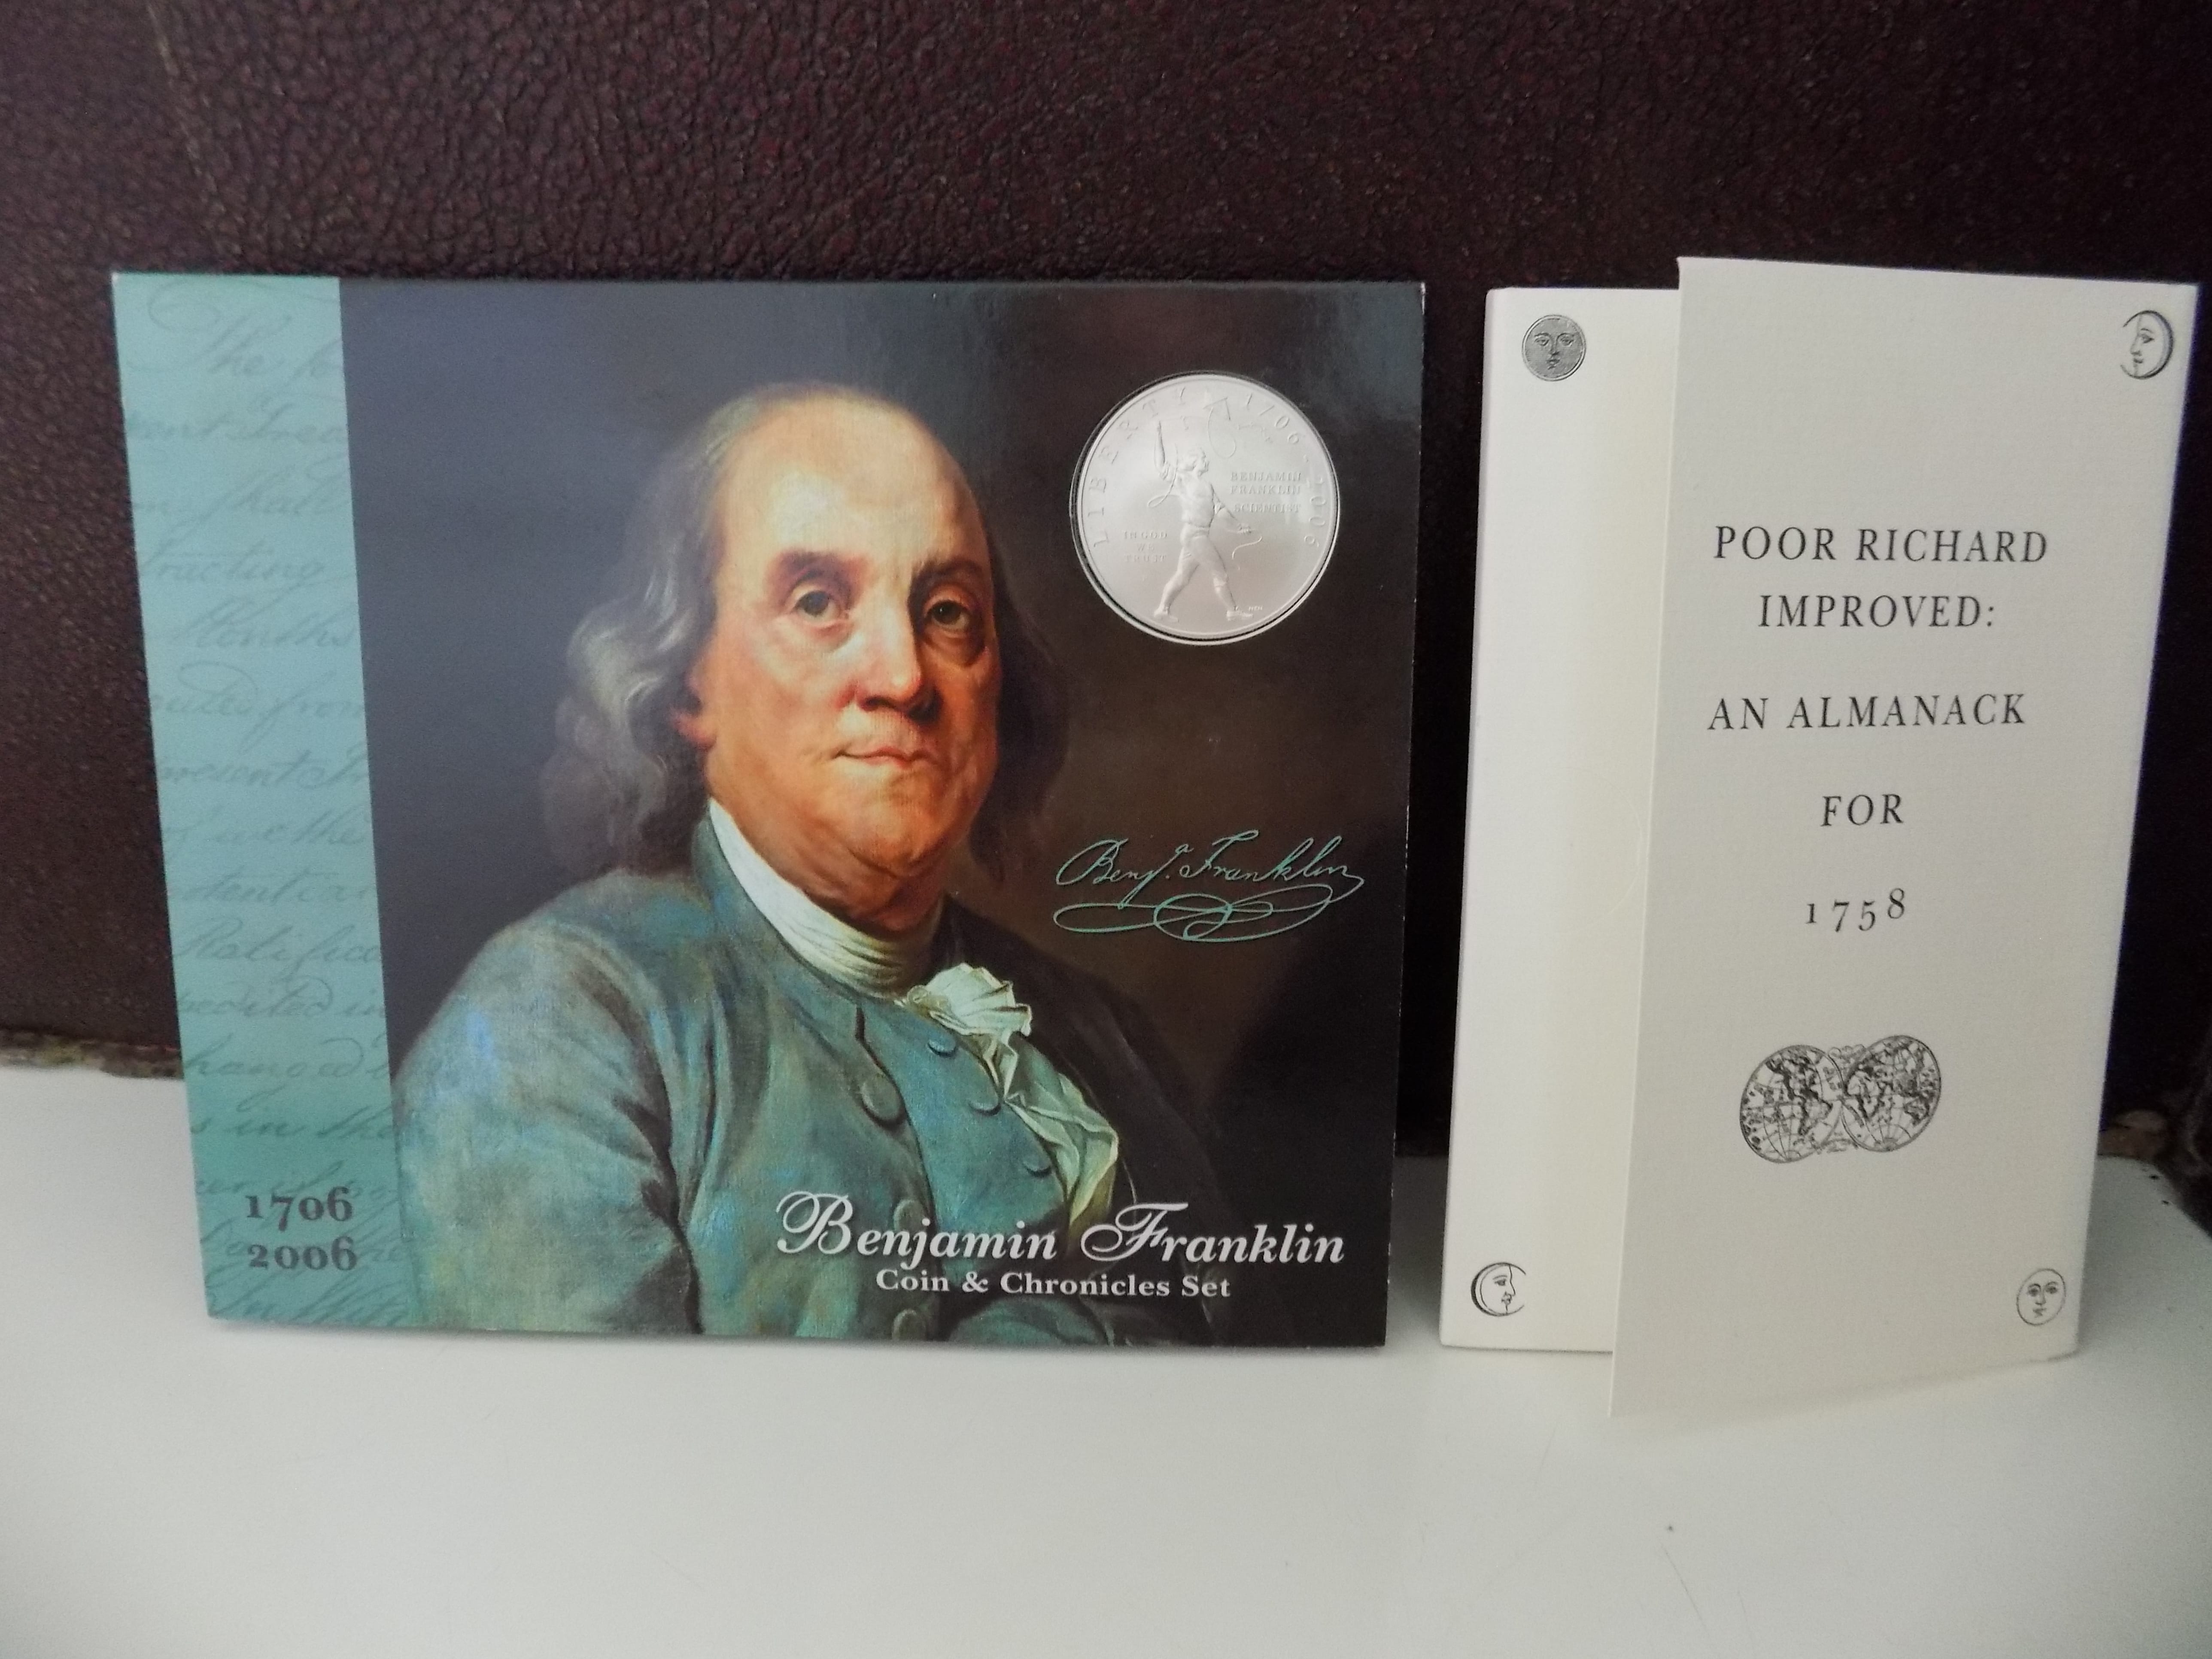 LIBERTY 1706 - 2006
BENJAMIN
FRANKLIN
SCIENTIST
IN GOD
WE
TRUST
Benj. Franklin
1706
2006
Benjamin Franklin
Coin & Chronicles Set
POOR RICHARD
IMPROVED:
AN ALMANACK
FOR
1758